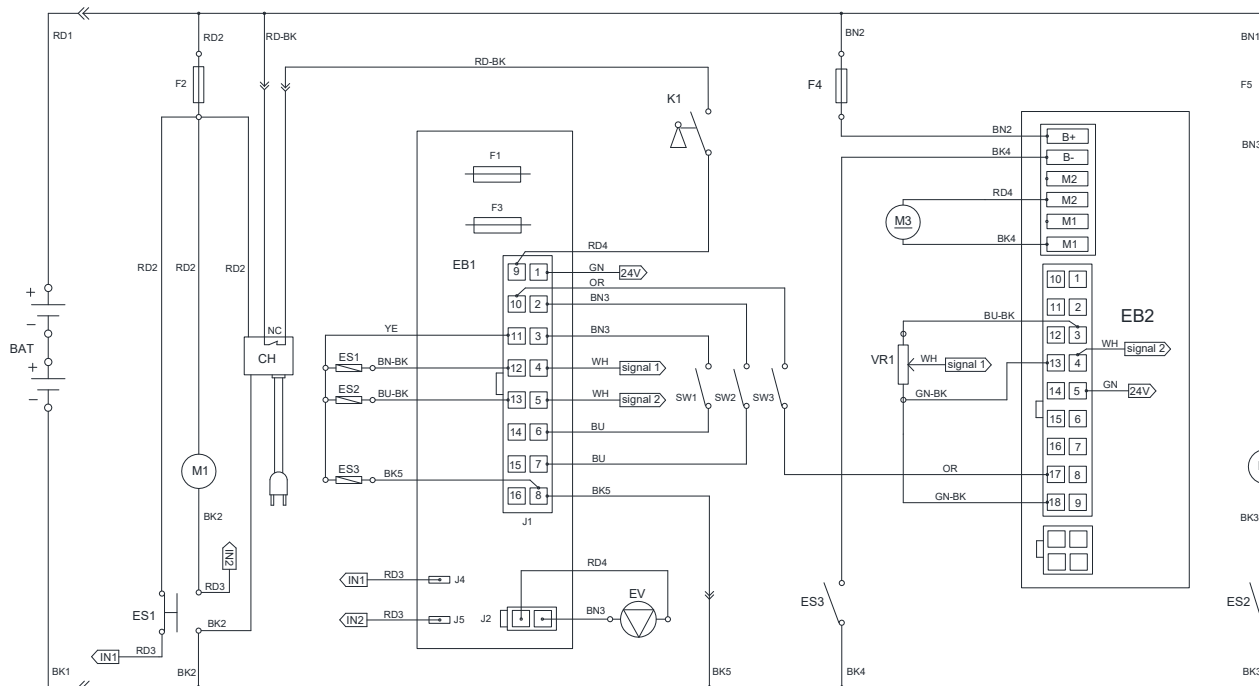 RD1
RD2
RD-BK
BN2
BN1
RD-BK
F2
K1
F4
F5
BN2
B+
BN3
BK4
B-
F1
M2
RD4
M2
M3
M1
F3
BK4
M1
RD4
EB1
9 1
GN
24V
RD2
RD2
RD2
OR
10 1
10 2
BN3
11 2
EB2
BU-BK
+
YE
11 3
BN3
12 3
NC
WH
signal 2
−
BAT
CH
ES1
BN-BK
12 4
WH
signal 1
VR1
WH
signal 1
13 4
+
GN
24V
ES2
BU-BK
13 5
WH
signal 2
SW1
SW2
SW3
GN-BK
14 5
−
14 6
BU
15 6
15 7
BU
16 7
M1
ES3
BK5
OR
17 8
16 8
BK5
GN-BK
18 9
BK2
J1
BK3
IN2
RD4
IN1
RD3
J4
RD3
EV
ES3
ES2
ES1
BK2
IN2
RD3
J5
J2
BN3
IN1
RD3
BK1
BK2
BK5
BK4
BK3